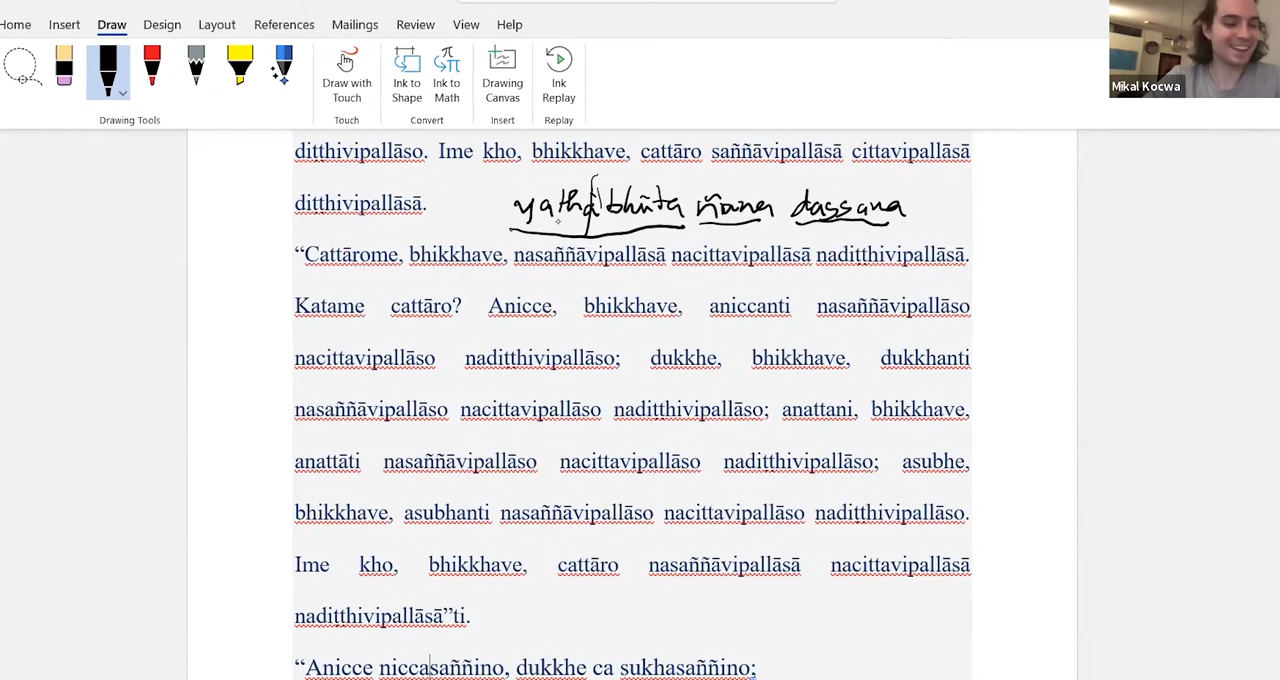 Home Insert Draw Design Layout References Mailings Review View Help
Draw with Touch
Ink to Shape
Ink to Math
Drawing Canvas
Ink Replay
Drawing Tools Touch Convert Insert Replay
Mikal Kocwa
diṭṭhivipallāso. Ime kho, bhikkhave, cattāro saññāvipallāsā cittavipallāsā
diṭṭhivipallāsā.
yathā bhūta ñana dassana
“Cattārome, bhikkhave, nasaññāvipallāsā nacittavipallāsā nadiṭṭhivipallāsā.
Katame cattāro? Anicce, bhikkhave, aniccanti nasaññāvipallāso
nacittavipallāso nadiṭṭhivipallāso; dukkhe, bhikkhave, dukkhanti
nasaññāvipallāso nacittavipallāso nadiṭṭhivipallāso; anattani, bhikkhave,
anattāti nasaññāvipallāso nacittavipallāso nadiṭṭhivipallāso; asubhe,
bhikkhave, asubhanti nasaññāvipallāso nacittavipallāso nadiṭṭhivipallāso.
Ime kho, bhikkhave, cattāro nasaññāvipallāsā nacittavipallāsā
nadiṭṭhivipallāsā”ti.
“Anicce niccasaññino, dukkhe ca sukhasaññino;